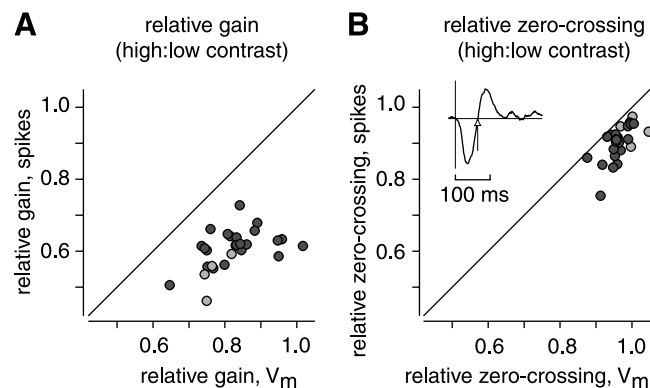 A
relative gain
(high:low contrast)
relative gain, spikes
1.0
0.8
0.6
0.6
0.8
1.0
relative gain, Vm
B
relative zero-crossing
(high:low contrast)
relative zero-crossing, spikes
1.0
0.8
0.6
100 ms
0.6
0.8
1.0
relative zero-crossing, Vm